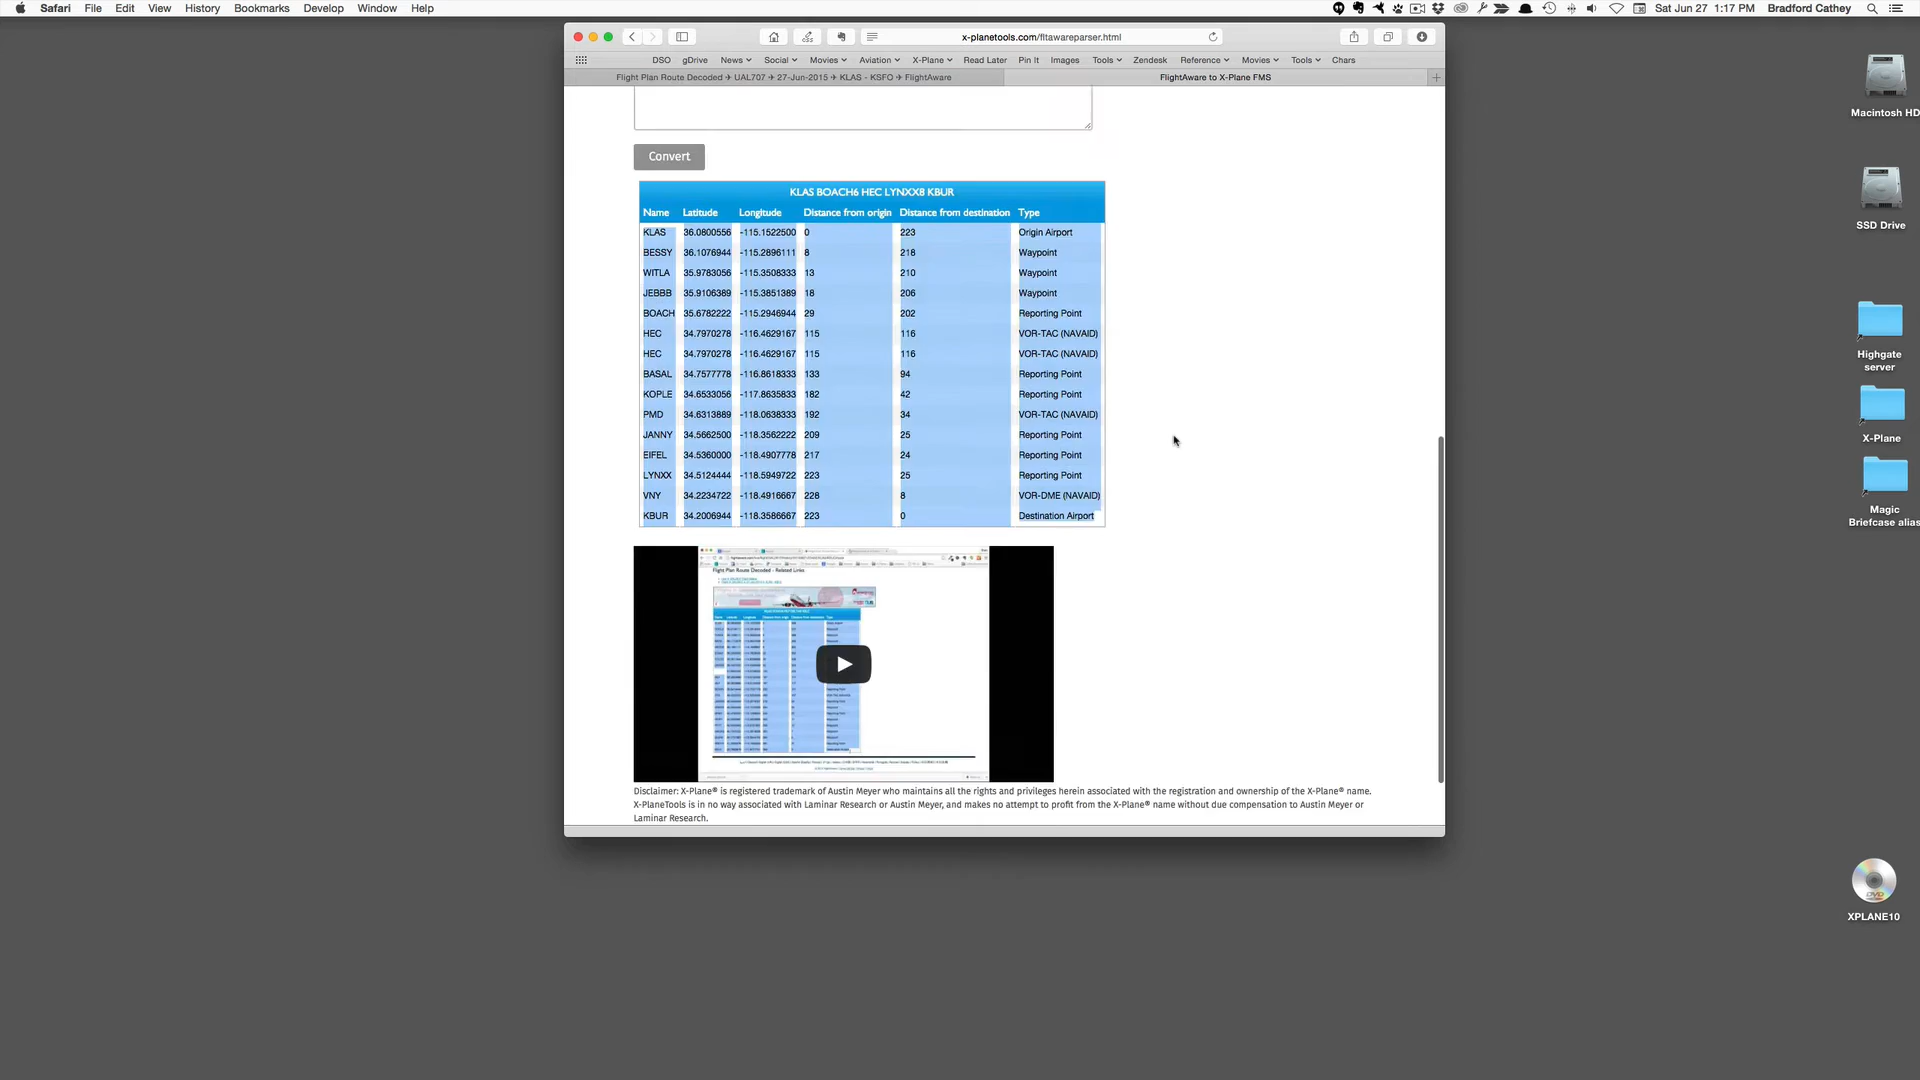 Safari File Edit View History Bookmarks Develop Window Help Sat Jun 27 1:17 PM Bradford Cathey
x-planetools.com/fltawareparser.html
DSO gDrive News Social Movies Aviation X-Plane Read Later Pin It Images Tools Zendesk Reference Movies Tools Chars
Flight Plan Route Decoded ✈ UAL707 ✈ 27-Jun-2015 ✈ KLAS - KSFO ✈ FlightAware FlightAware to X-Plane FMS
Convert
KLAS BOACH6 HEC LYNXX8 KBUR
Name Latitude Longitude Distance from origin Distance from destination Type
KLAS 36.0800556 -115.1522500 0 223 Origin Airport
BESSY 36.1076944 -115.2896111 8 218 Waypoint
WITLA 35.9783056 -115.3508333 13 210 Waypoint
JEBBB 35.9106389 -115.3851389 18 206 Waypoint
BOACH 35.6782222 -115.2946944 29 202 Reporting Point
HEC 34.7970278 -116.4629167 115 116 VOR-TAC (NAVAID)
HEC 34.7970278 -116.4629167 115 116 VOR-TAC (NAVAID)
BASAL 34.7577778 -116.8618333 133 94 Reporting Point
KOPLE 34.6533056 -117.8635833 182 42 Reporting Point
PMD 34.6313889 -118.0638333 192 34 VOR-TAC (NAVAID)
JANNY 34.5662500 -118.3562222 209 25 Reporting Point
EIFEL 34.5360000 -118.4907778 217 24 Reporting Point
LYNXX 34.5124444 -118.5949722 223 25 Reporting Point
VNY 34.2234722 -118.4916667 228 8 VOR-DME (NAVAID)
KBUR 34.2006944 -118.3586667 223 0 Destination Airport
Flight Plan Route Decoded - Related Links
Disclaimer: X-Plane® is registered trademark of Austin Meyer who maintains all the rights and privileges herein associated with the registration and ownership of the X-Plane® name.
X-PlaneTools is in no way associated with Laminar Research or Austin Meyer, and makes no attempt to profit from the X-Plane® name without due compensation to Austin Meyer or
Laminar Research.
Macintosh HD
SSD Drive
Highgate
server
X-Plane
Magic
Briefcase alias
DVD
XPLANE10